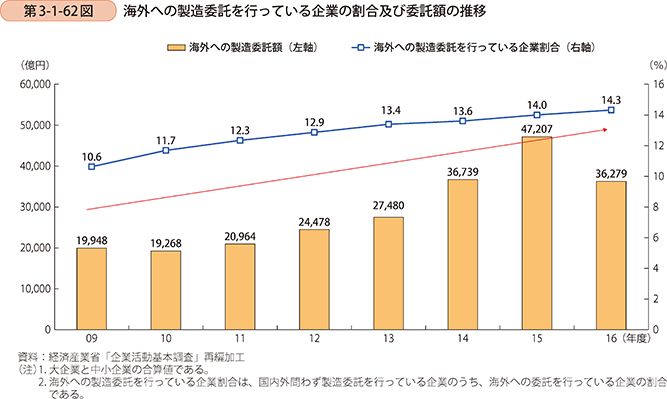 第3-1-62図 海外への製造委託を行っている企業の割合及び委託額の推移
海外への製造委託額（左軸） 海外への製造委託を行っている企業割合（右軸）
（億円） （%）
60,000
50,000
40,000
30,000
20,000
10,000
0
16
14
12
10
8
6
4
2
0
10.6 11.7 12.3 12.9 13.4 13.6 14.0 14.3
19,948 19,268 20,964 24,478 27,480 36,739 47,207 36,279
09 10 11 12 13 14 15 16（年度）
資料：経済産業省「企業活動基本調査」再編加工
（注）1. 大企業と中小企業の合算値である。
2. 海外への製造委託を行っている企業割合は、国内外問わず製造委託を行っている企業のうち、海外への委託を行っている企業の割合
である。